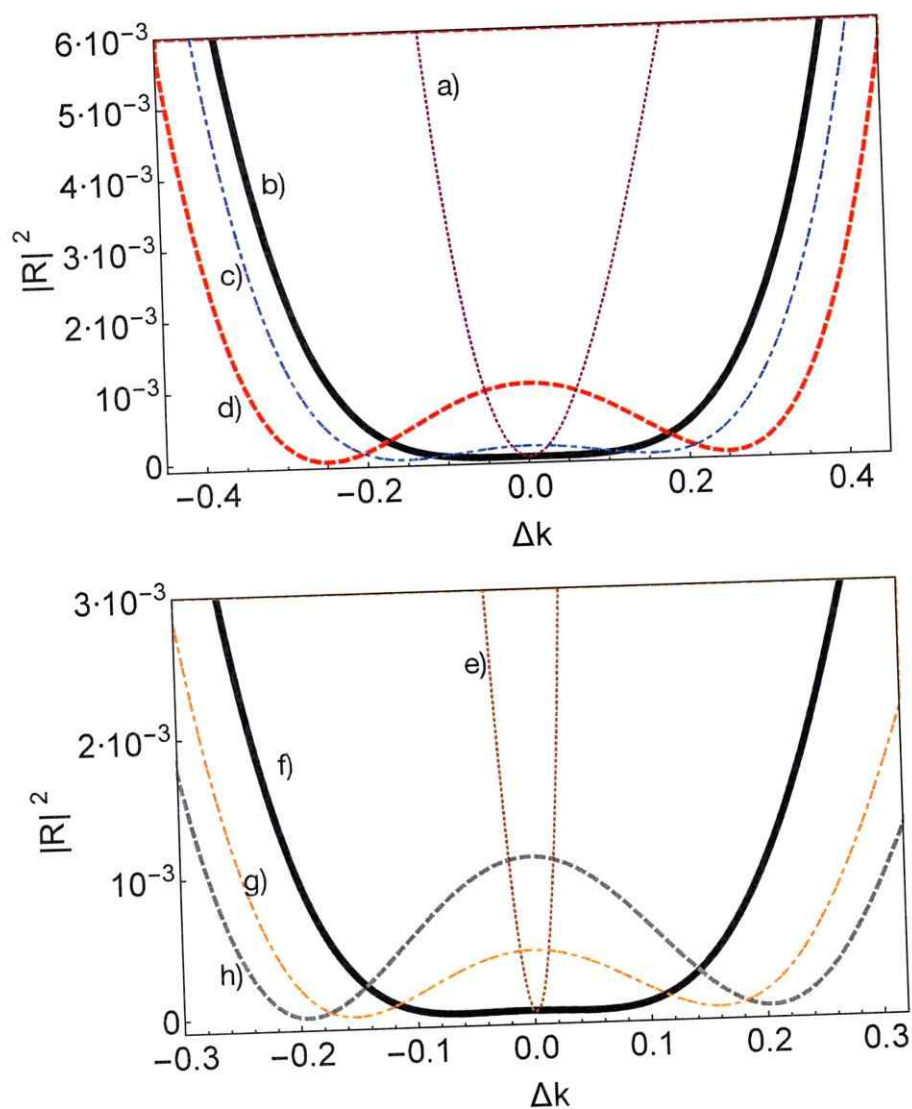 6·10⁻³
a)
5·10⁻³
b)
4·10⁻³
|R|²
3·10⁻³
c)
2·10⁻³
10⁻³
d)
0
−0.4
−0.2
0.0
0.2
0.4
Δk
3·10⁻³
e)
2·10⁻³
f)
|R|²
10⁻³
g)
h)
0
−0.3
−0.2
−0.1
0.0
0.1
0.2
0.3
Δk